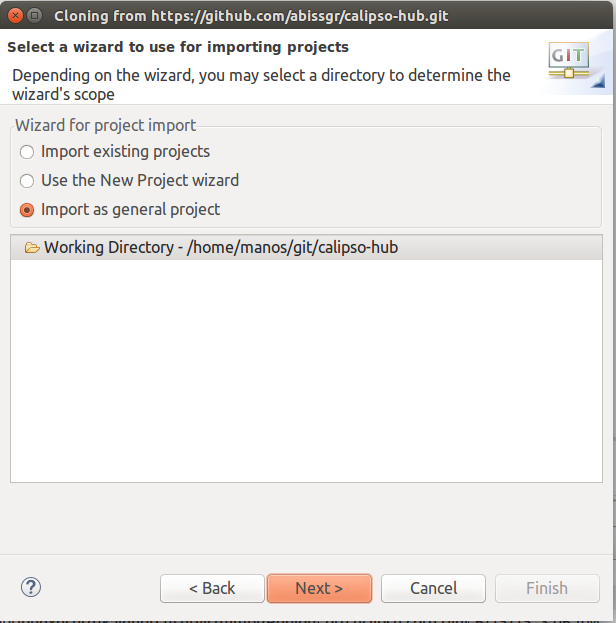 Cloning from https://github.com/abissgr/calipso-hub.git
Select a wizard to use for importing projects
Depending on the wizard, you may select a directory to determine the
wizard's scope
GIT
Wizard for project import
Import existing projects
Use the New Project wizard
Import as general project
Working Directory - /home/manos/git/calipso-hub
?
< Back
Next >
Cancel
Finish